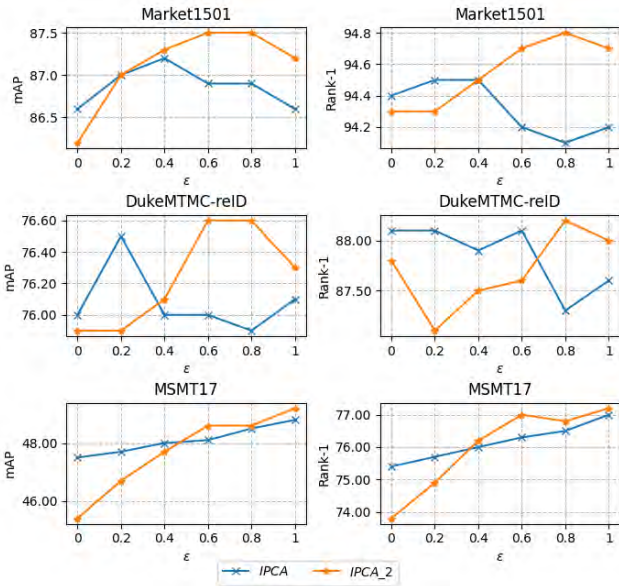 Market1501
mAP
87.5
87.0
86.5
0 0.2 0.4 0.6 0.8 1
ε
Market1501
Rank-1
94.8
94.6
94.4
94.2
0 0.2 0.4 0.6 0.8 1
ε
DukeMTMC-reID
mAP
76.60
76.40
76.20
76.00
0 0.2 0.4 0.6 0.8 1
ε
DukeMTMC-reID
Rank-1
88.00
87.50
0 0.2 0.4 0.6 0.8 1
ε
MSMT17
mAP
48.00
46.00
0 0.2 0.4 0.6 0.8 1
ε
MSMT17
Rank-1
77.00
76.00
75.00
74.00
0 0.2 0.4 0.6 0.8 1
ε
IPCA IPCA_2